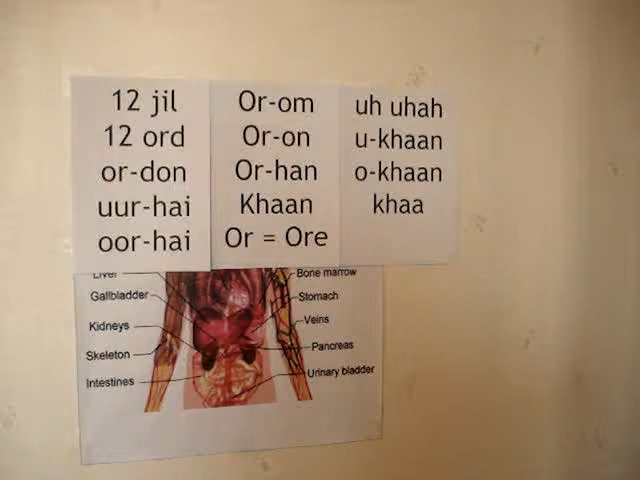 12 jil
12 ord
or-don
uur-hai
oor-hai
Or-om
Or-on
Or-han
Khaan
Or = Ore
uh uhah
u-khaan
o-khaan
khaa
Liver
Gallbladder
Kidneys
Skeleton
Intestines
Bone marrow
Stomach
Veins
Pancreas
Urinary bladder